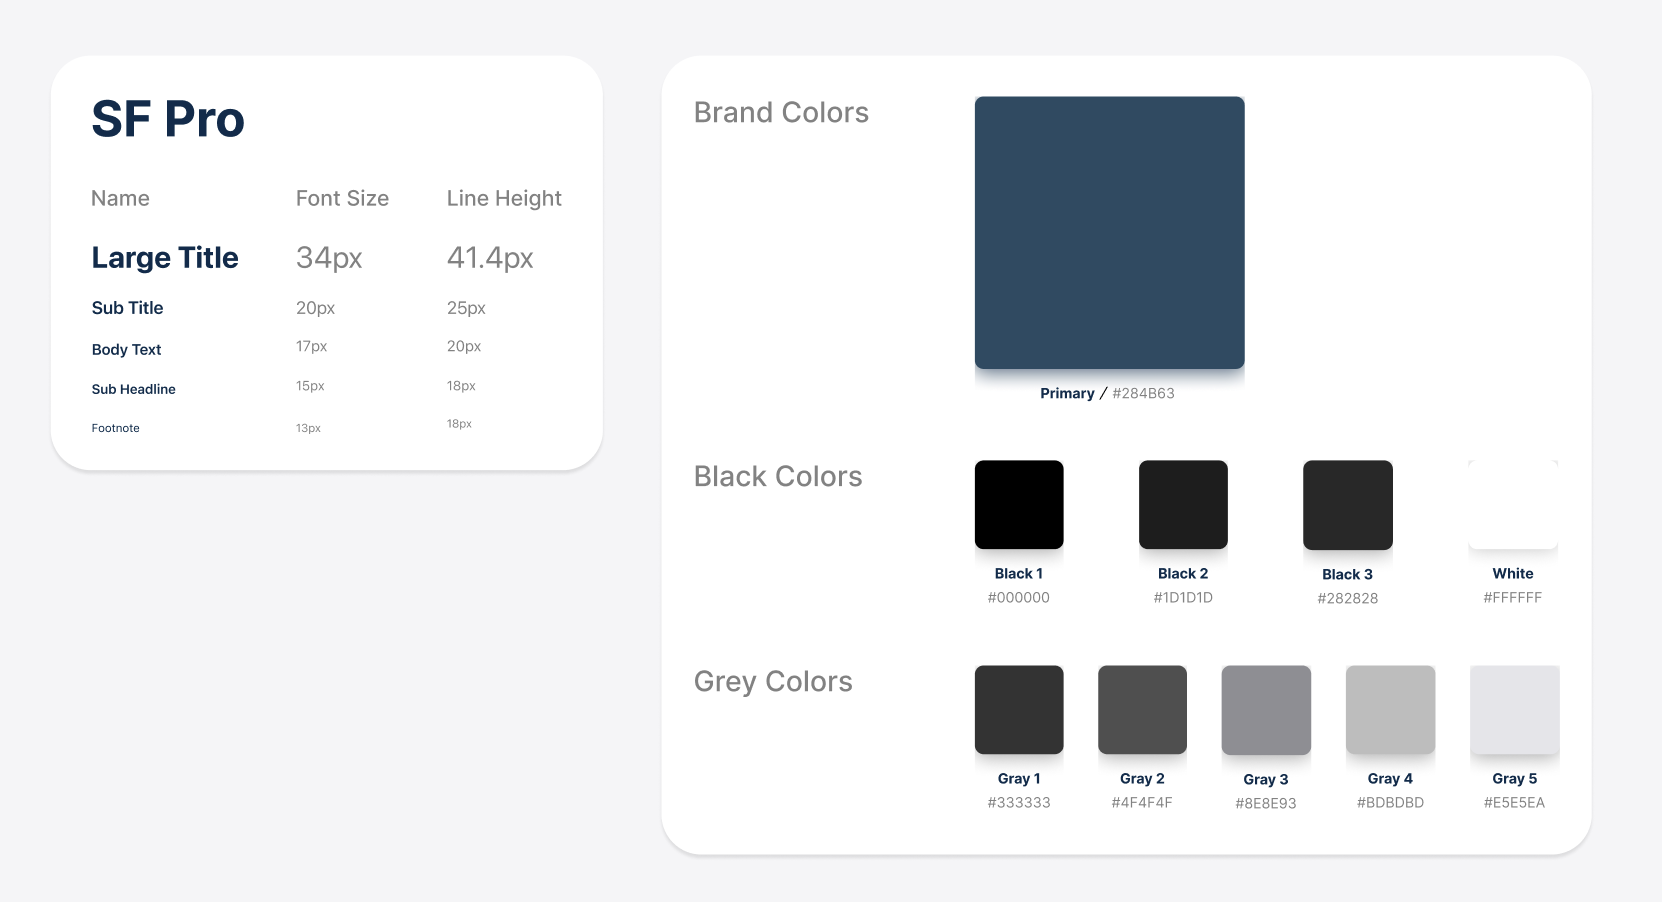 SF Pro
Name Font Size Line Height
Large Title 34px 41.4px
Sub Title 20px 25px
Body Text 17px 20px
Sub Headline 15px 18px
Footnote 13px 18px
Brand Colors
Primary / #284B63
Black Colors
Black 1 Black 2 Black 3 White
#000000 #1D1D1D #282828 #FFFFFF
Grey Colors
Gray 1 Gray 2 Gray 3 Gray 4 Gray 5
#333333 #4F4F4F #8E8E93 #BDBDBD #E5E5EA